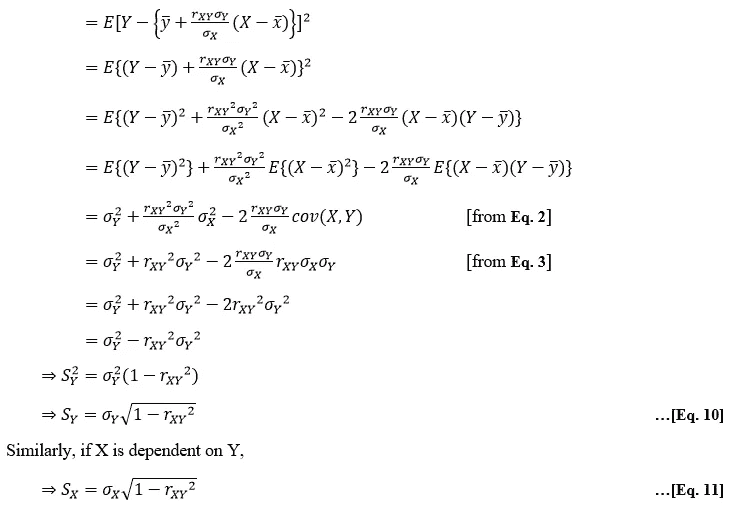 = E[Y − {ȳ + (r_XY σ_Y / σ_X)(X − x̄)}]²
= E{(Y − ȳ) + (r_XY σ_Y / σ_X)(X − x̄)}²
= E{(Y − ȳ)² + (r_XY² σ_Y² / σ_X²)(X − x̄)² − 2(r_XY σ_Y / σ_X)(X − x̄)(Y − ȳ)}
= E{(Y − ȳ)²} + (r_XY² σ_Y² / σ_X²)E{(X − x̄)²} − 2(r_XY σ_Y / σ_X)E{(X − x̄)(Y − ȳ)}
= σ_Y² + (r_XY² σ_Y² / σ_X²)σ_X² − 2(r_XY σ_Y / σ_X)cov(X, Y) [from Eq. 2]
= σ_Y² + r_XY² σ_Y² − 2(r_XY σ_Y / σ_X)r_XY σ_X σ_Y [from Eq. 3]
= σ_Y² + r_XY² σ_Y² − 2r_XY² σ_Y²
= σ_Y² − r_XY² σ_Y²
⇒ S_Y² = σ_Y²(1 − r_XY²)
⇒ S_Y = σ_Y√(1 − r_XY²) …[Eq. 10]
Similarly, if X is dependent on Y,
⇒ S_X = σ_X√(1 − r_XY²) …[Eq. 11]